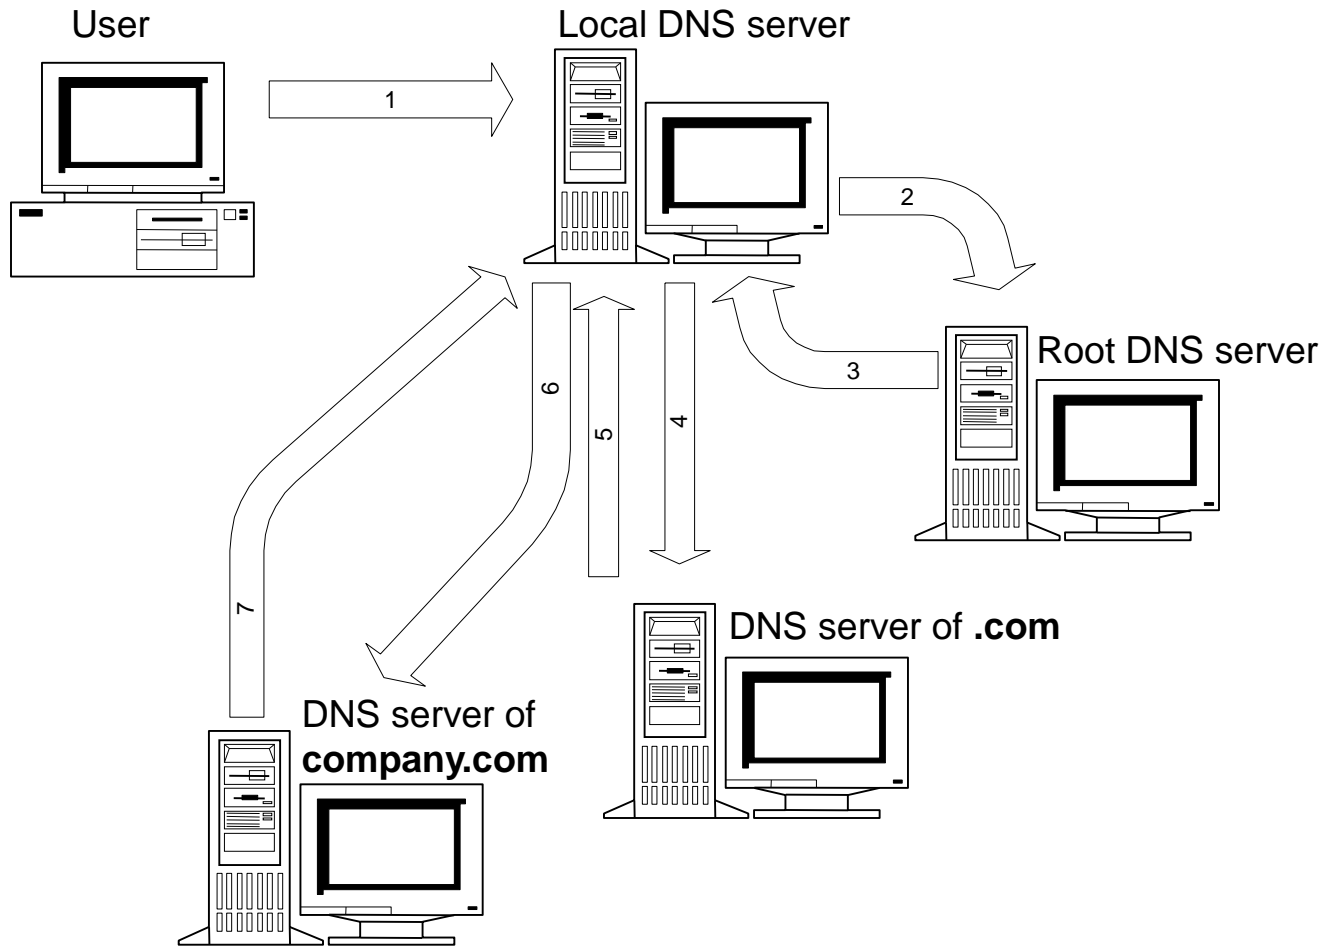 User
Local DNS server
1
2
Root DNS server
3
6
5
4
7
DNS server of .com
DNS server of
company.com